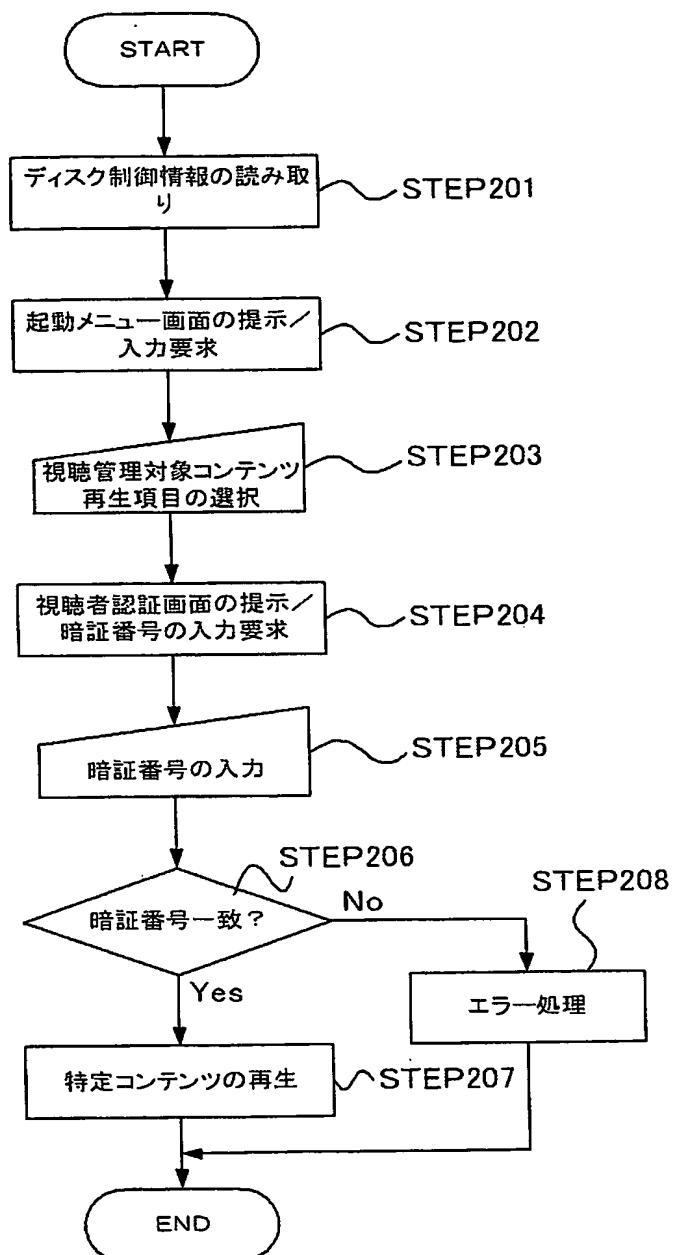 START
ディスク制御情報の読み取
り
STEP201
起動メニュー画面の提示／
入力要求
STEP202
視聴管理対象コンテンツ
再生項目の選択
STEP203
視聴者認証画面の提示／
暗証番号の入力要求
STEP204
暗証番号の入力
STEP205
STEP206
暗証番号一致？
No
Yes
STEP208
エラー処理
特定コンテンツの再生
STEP207
END